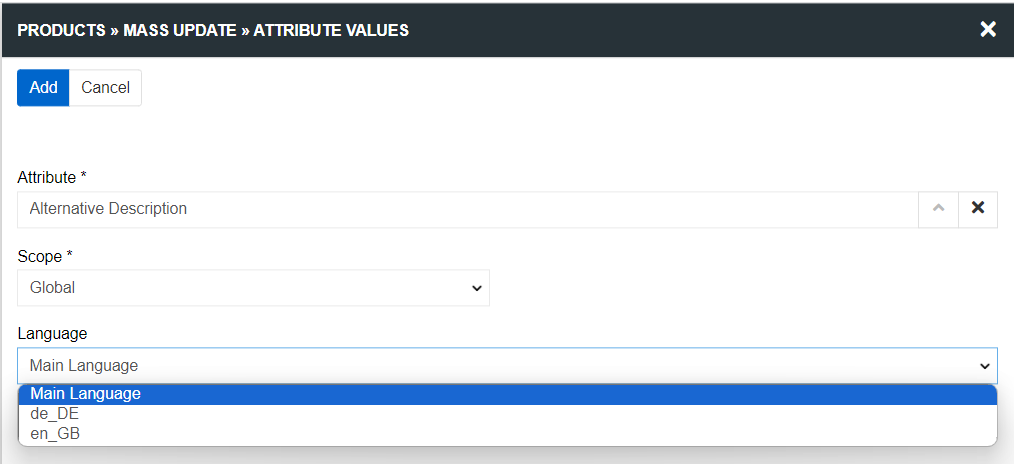 PRODUCTS » MASS UPDATE » ATTRIBUTE VALUES
Add Cancel
Attribute *
Alternative Description
Scope *
Global
Language
Main Language
Main Language
de_DE
en_GB